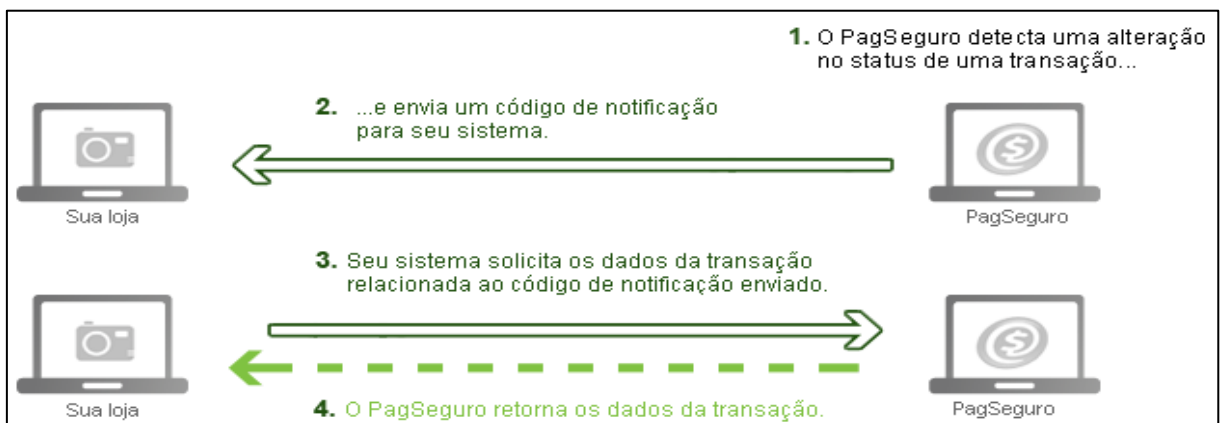 1. O PagSeguro detecta uma alteração
no status de uma transação...
2. ...e envia um código de notificação
para seu sistema.
Sua loja
PagSeguro
3. Seu sistema solicita os dados da transação
relacionada ao código de notificação enviado.
Sua loja
4. O PagSeguro retorna os dados da transação.
PagSeguro